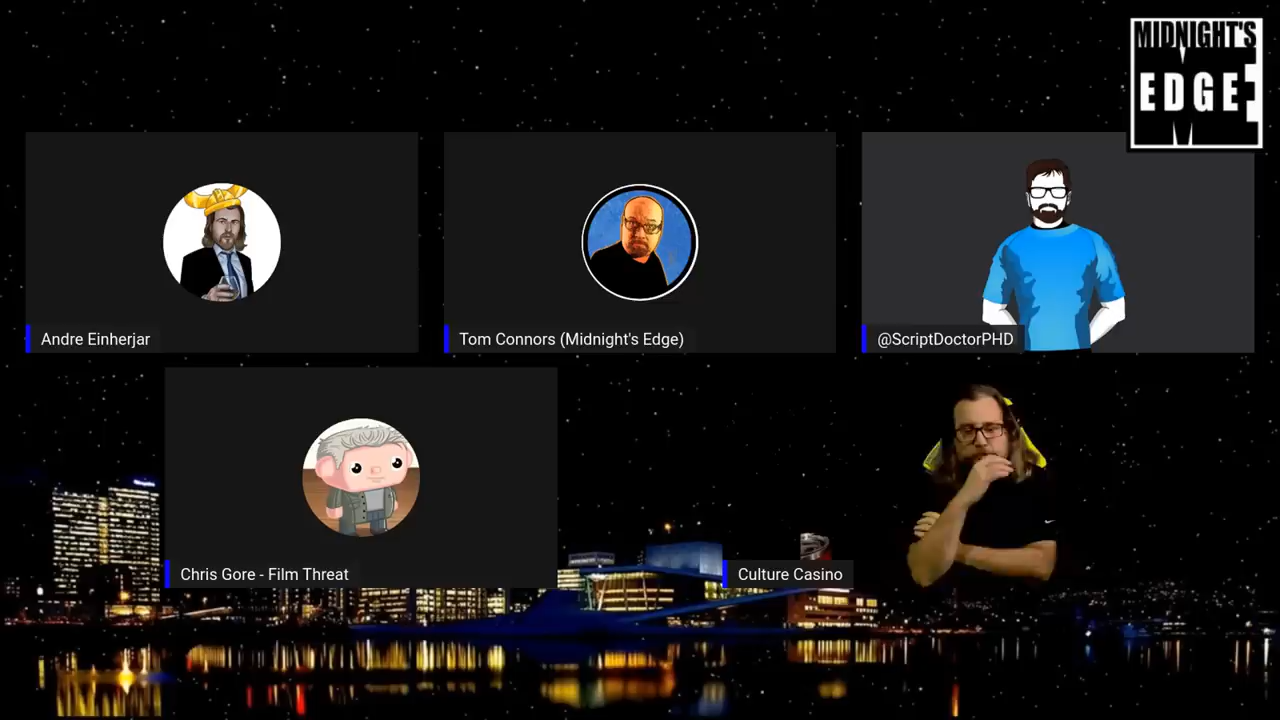 MIDNIGHT'S
EDGE
Andre Einherjar
Tom Connors (Midnight's Edge)
@ScriptDoctorPHD
Chris Gore - Film Threat
Culture Casino